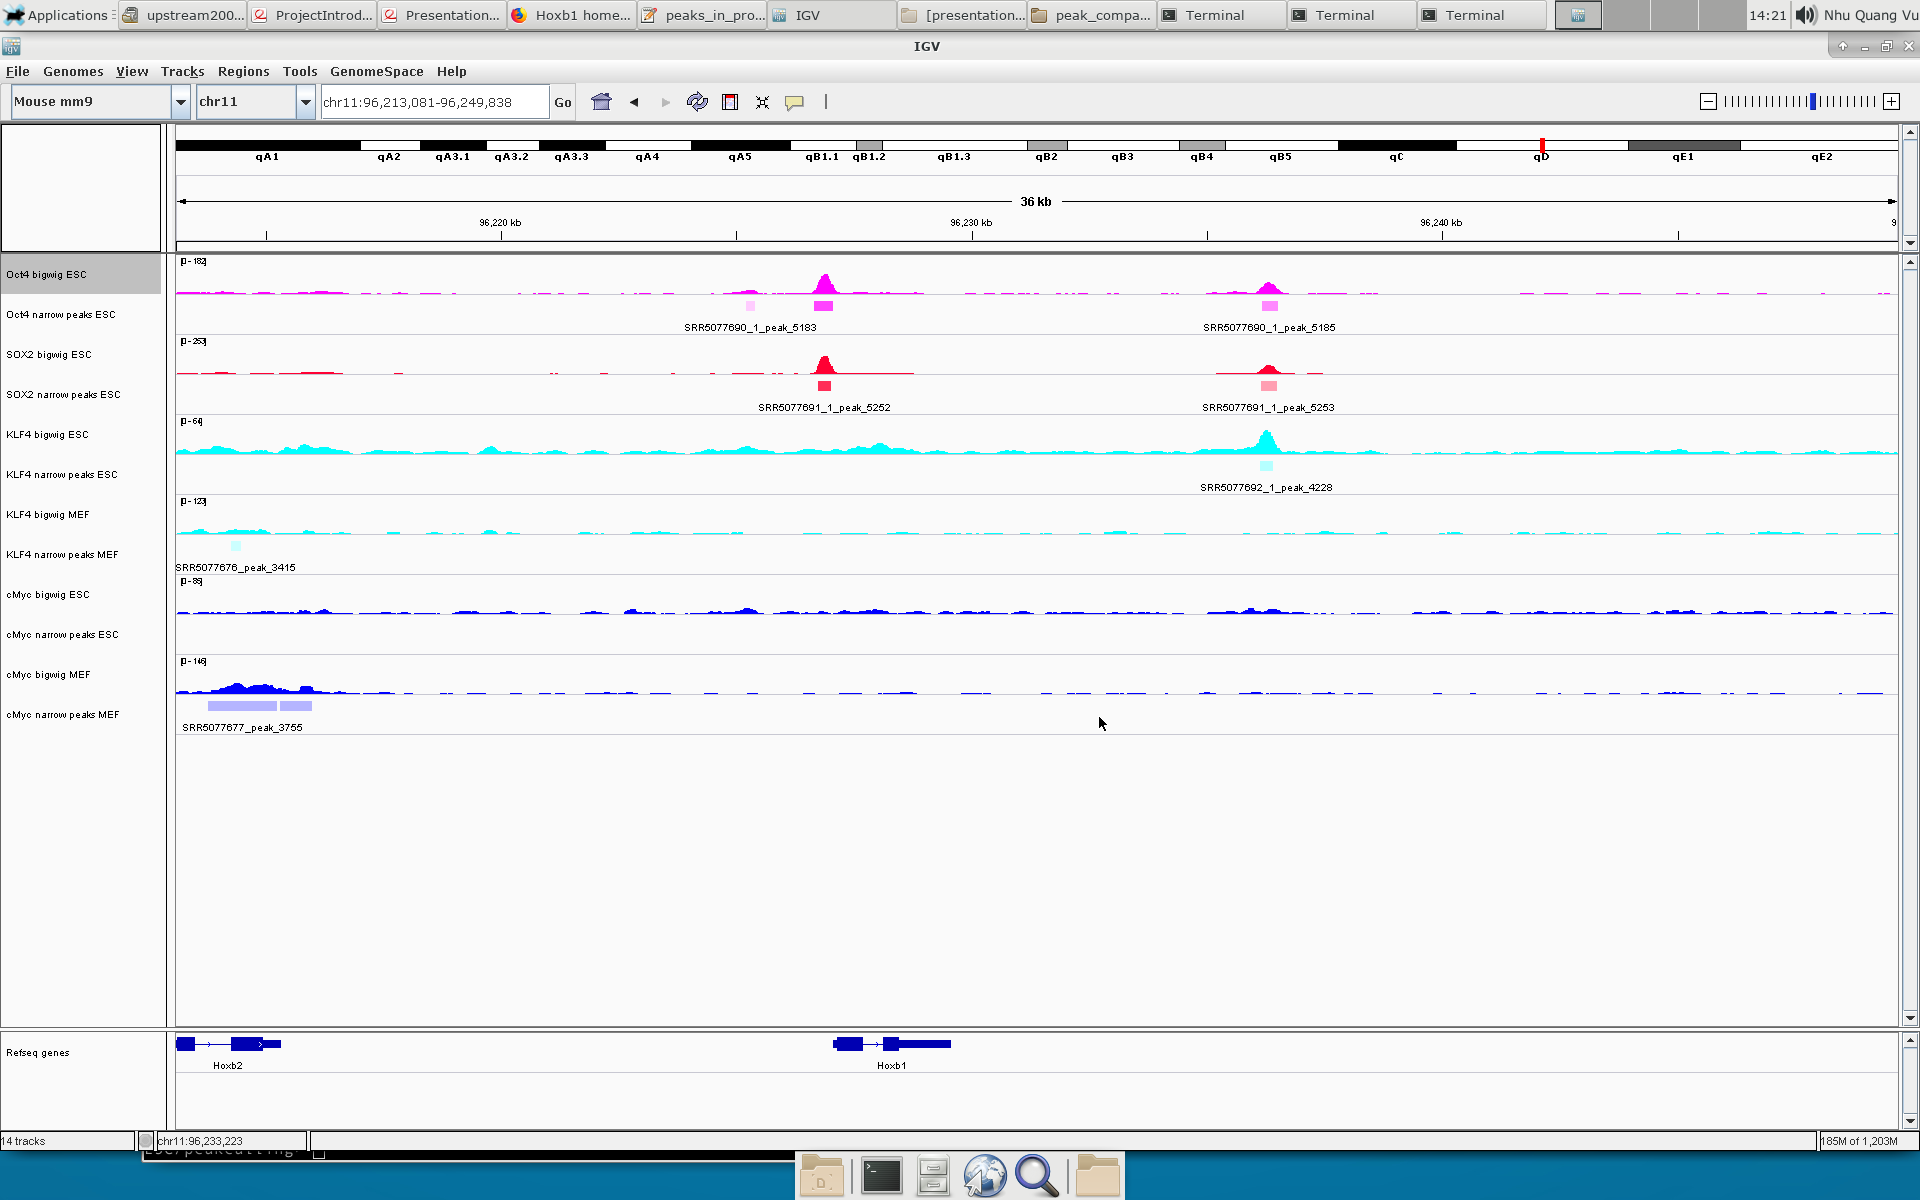 Applications upstream200... ProjectIntrod... Presentation... Hoxb1 home... peaks_in_pro... IGV [presentation... peak_compa... Terminal Terminal Terminal 14:21 Nhu Quang Vu
IGV
File Genomes View Tracks Regions Tools GenomeSpace Help
Mouse mm9 chr11 chr11:96,213,081-96,249,838 Go
qA1 qA2 qA3.1 qA3.2 qA3.3 qA4 qA5 qB1.1 qB1.2 qB1.3 qB2 qB3 qB4 qB5 qC qD qE1 qE2
36 kb
96,220 kb 96,230 kb 96,240 kb 9
[0-182]
Oct4 bigwig ESC
Oct4 narrow peaks ESC
SRR5077690_1_peak_5183 SRR5077690_1_peak_5185
[0-253]
SOX2 bigwig ESC
SOX2 narrow peaks ESC
SRR5077691_1_peak_5252 SRR5077691_1_peak_5253
[0-64]
KLF4 bigwig ESC
KLF4 narrow peaks ESC
SRR5077692_1_peak_4228
[0-123]
KLF4 bigwig MEF
KLF4 narrow peaks MEF
SRR5077676_peak_3415
cMyc bigwig ESC
cMyc narrow peaks ESC
[0-146]
cMyc bigwig MEF
cMyc narrow peaks MEF
SRR5077677_peak_3755
Refseq genes
Hoxb2 Hoxb1
14 tracks chr11:96,233,223 185M of 1,203M